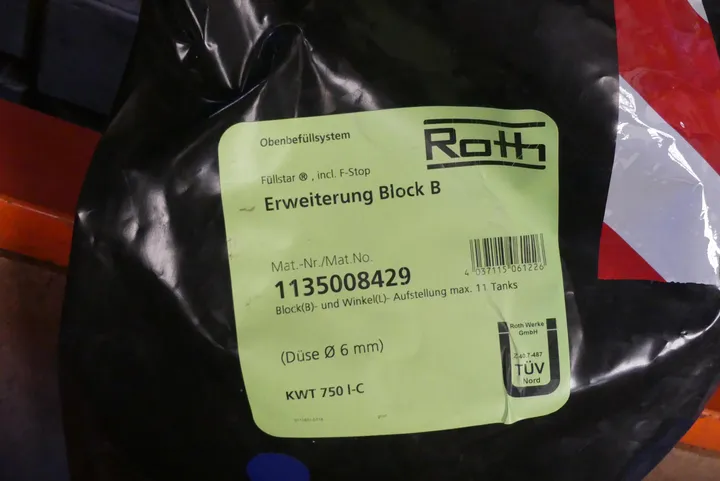 Obenbefüllsystem
Roth
Füllstar ®, incl. F-Stop
Erweiterung Block B
Mat.-Nr./Mat.No.
1135008429
4 037115 061226
Block(B)- und Winkel(L)- Aufstellung max. 11 Tanks
Roth Werke
GmbH
TÜV
Nord
(Düse Ø 6 mm)
KWT 750 l-C